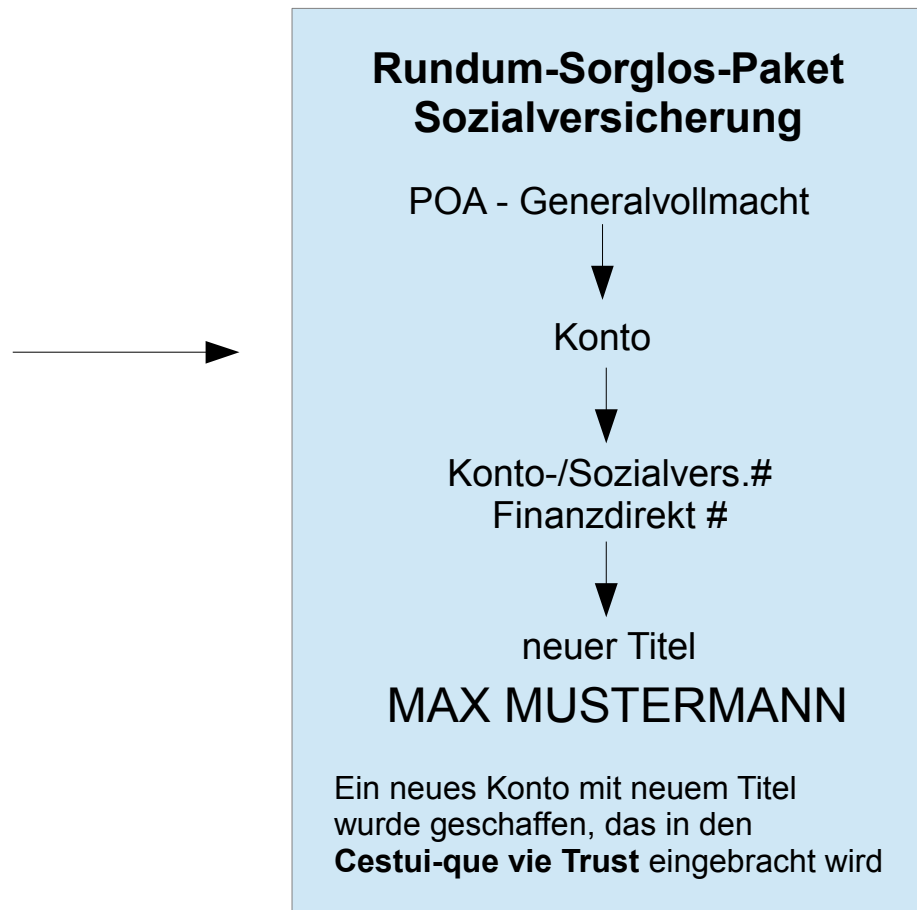 Rundum-Sorglos-Paket
Sozialversicherung
POA - Generalvollmacht
Konto
Konto-/Sozialvers.#
Finanzdirekt #
neuer Titel
MAX MUSTERMANN
Ein neues Konto mit neuem Titel
wurde geschaffen, das in den
Cestui-que vie Trust eingebracht wird